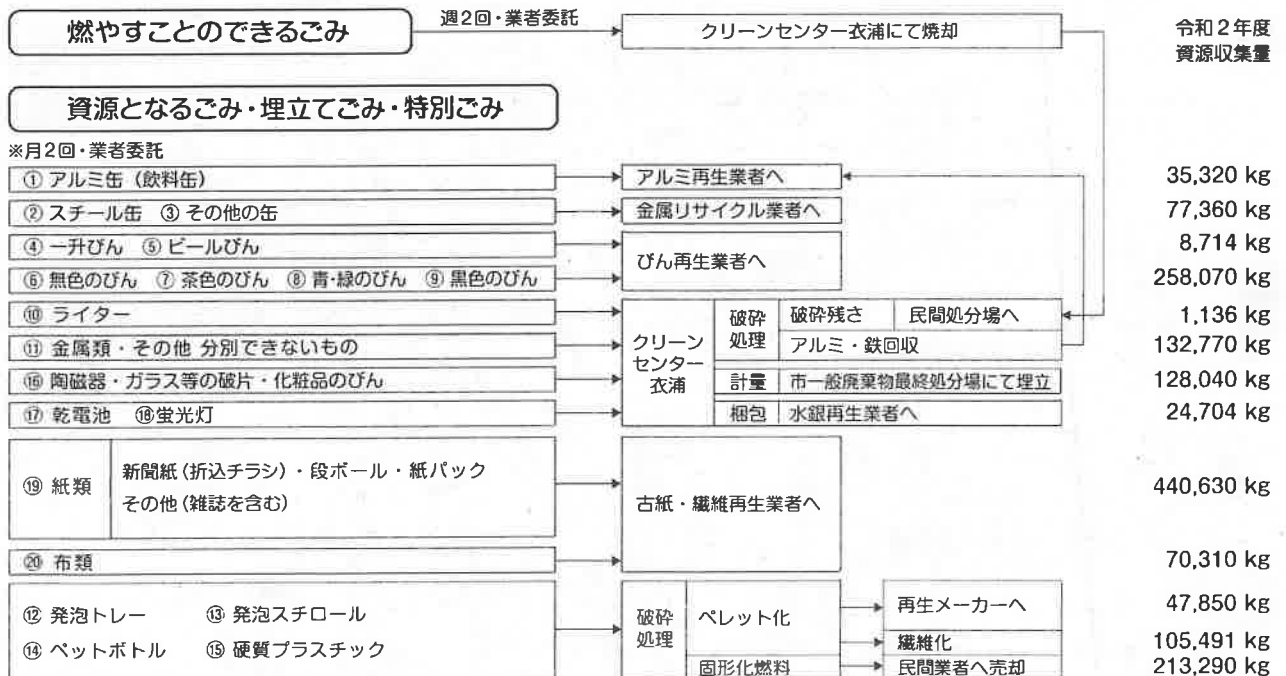 燃やすことのできるごみ
週2回・業者委託
クリーンセンター衣浦にて焼却
令和2年度
資源収集量
資源となるごみ・埋立てごみ・特別ごみ
※月2回・業者委託
① アルミ缶（飲料缶）
アルミ再生業者へ
35,320 kg
② スチール缶 ③ その他の缶
金属リサイクル業者へ
77,360 kg
④ 一升びん ⑤ ビールびん
びん再生業者へ
8,714 kg
⑥ 無色のびん ⑦ 茶色のびん ⑧ 青・緑のびん ⑨ 黒色のびん
258,070 kg
⑩ ライター
クリーン
センター
衣浦
破砕
処理
破砕残さ
民間処分場へ
1,136 kg
⑪ 金属類・その他 分別できないもの
アルミ・鉄回収
132,770 kg
⑯ 陶磁器・ガラス等の破片・化粧品のびん
計量
市一般廃棄物最終処分場にて埋立
128,040 kg
⑰ 乾電池 ⑱蛍光灯
梱包
水銀再生業者へ
24,704 kg
⑲ 紙類
新聞紙（折込チラシ）・段ボール・紙パック
その他（雑誌を含む）
古紙・繊維再生業者へ
440,630 kg
⑳ 布類
70,310 kg
⑫ 発泡トレー ⑬ 発泡スチロール
⑭ ペットボトル ⑮ 硬質プラスチック
破砕
処理
ペレット化
再生メーカーへ
47,850 kg
繊維化
105,491 kg
固形化燃料
民間業者へ売却
213,290 kg